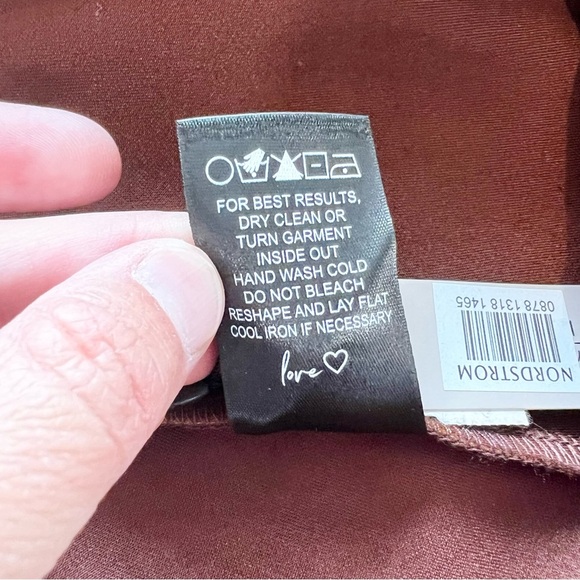 FOR BEST RESULTS,
DRY CLEAN OR
TURN GARMENT
INSIDE OUT
HAND WASH COLD
DO NOT BLEACH
RESHAPE AND LAY FLAT
COOL IRON IF NECESSARY
love
NORDSTROM
0878 1318 1465